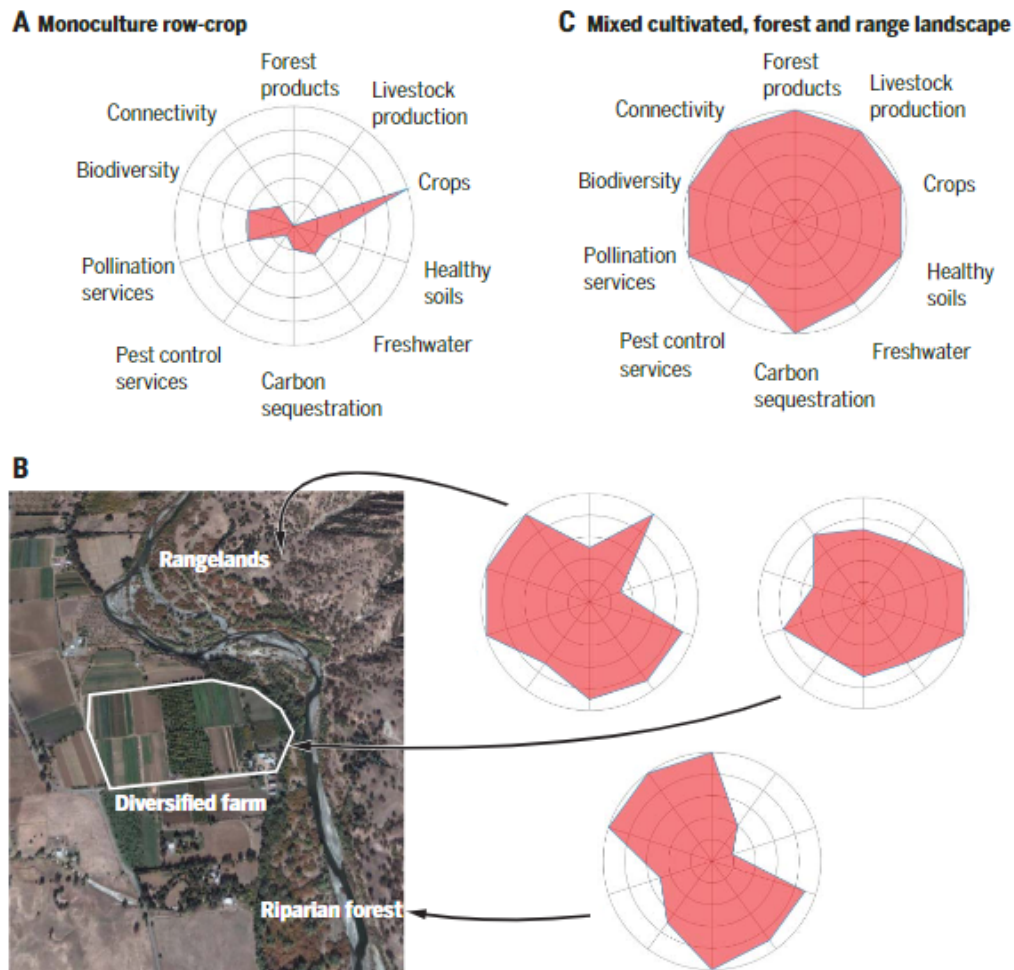 A Monoculture row-crop
Forest
products
Livestock
production
Crops
Healthy
soils
Freshwater
Carbon
sequestration
Pest control
services
Pollination
services
Biodiversity
Connectivity
C Mixed cultivated, forest and range landscape
Forest
products
Livestock
production
Crops
Healthy
soils
Freshwater
Carbon
sequestration
Pest control
services
Pollination
services
Biodiversity
Connectivity
B
Rangelands
Diversified farm
Riparian forest